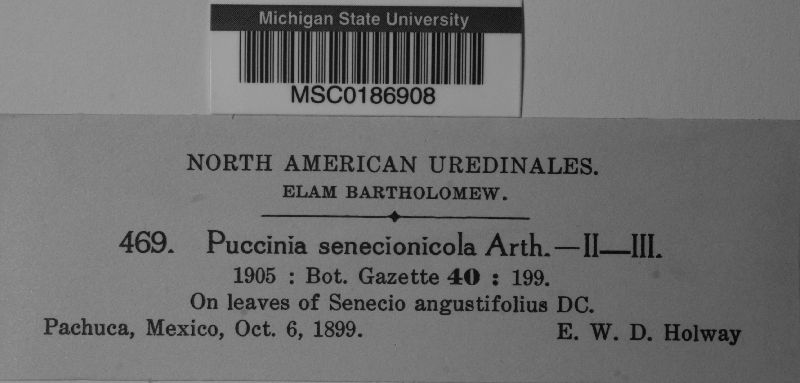 Michigan State University
MSC0186908
NORTH AMERICAN UREDINALES.
ELAM BARTHOLOMEW.
469. Puccinia senecionicola Arth.—II—III.
1905 : Bot. Gazette 40 : 199.
On leaves of Senecio angustifolius DC.
Pachuca, Mexico, Oct. 6, 1899. E. W. D. Holway